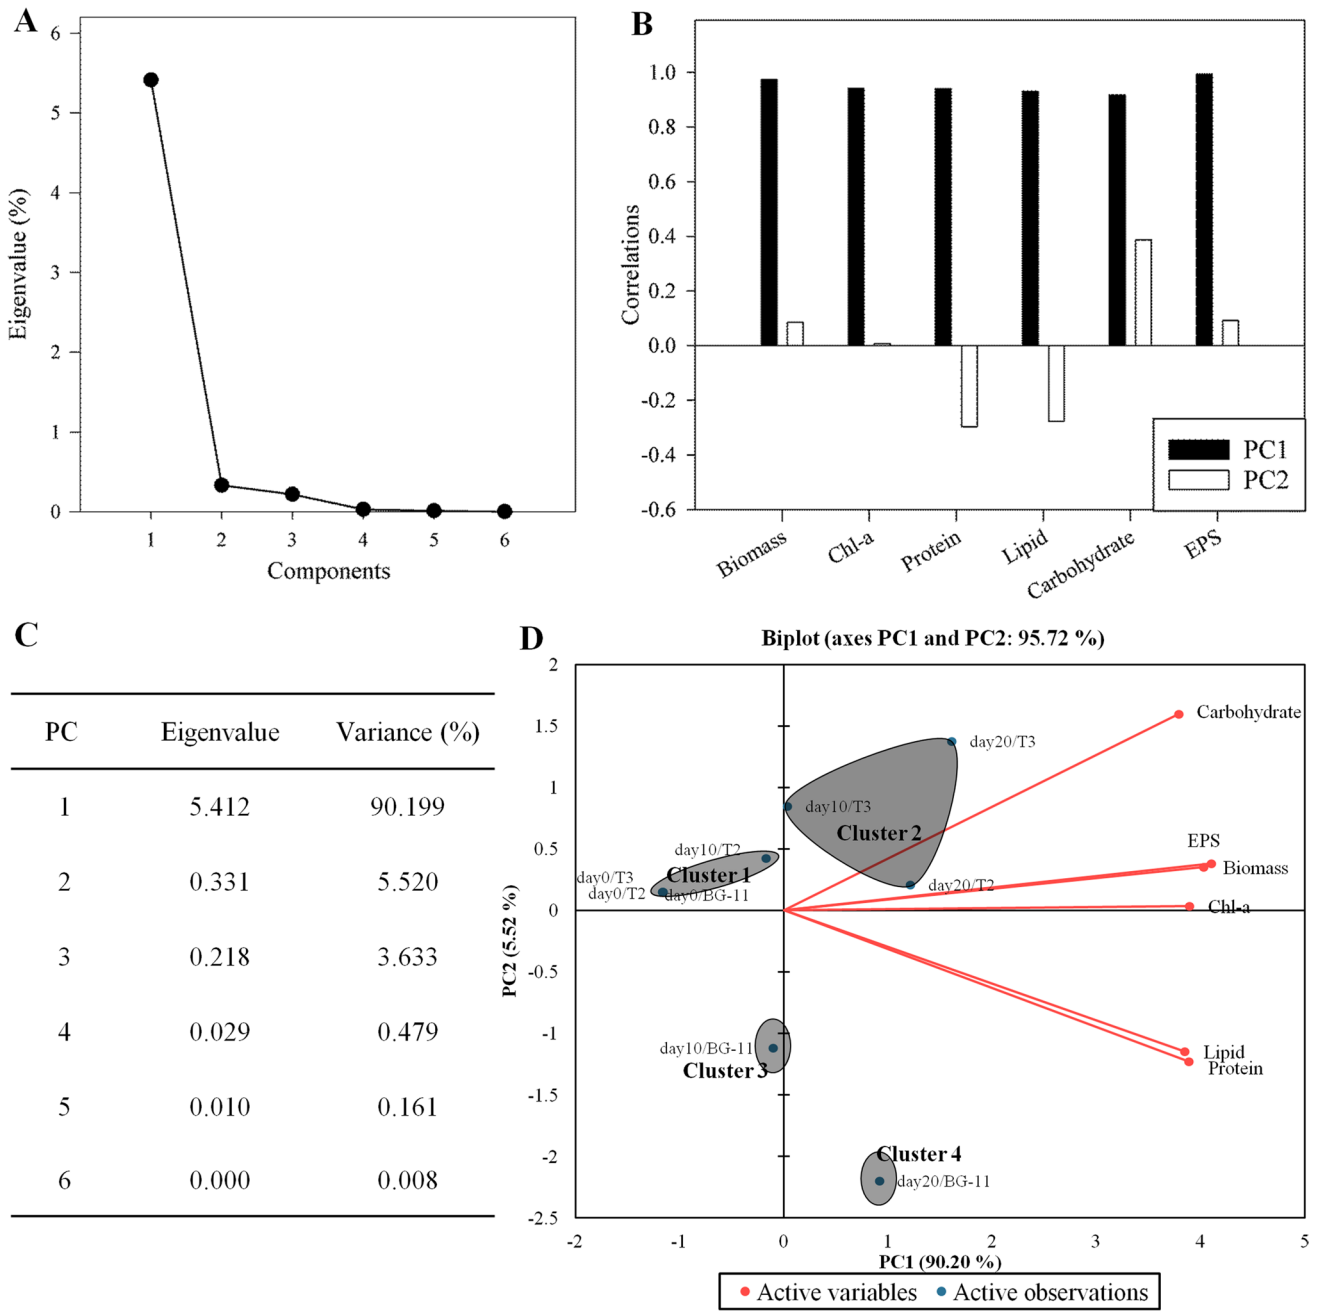 A
6
5
4
3
2
1
0
Eigenvalue (%)
1 2 3 4 5 6
Components
B
1.0
0.8
0.6
0.4
0.2
0.0
-0.2
-0.4
-0.6
Correlations
PC1
PC2
Biomass Chl-a Protein Lipid Carbohydrate EPS
C
PC Eigenvalue Variance (%)
1 5.412 90.199
2 0.331 5.520
3 0.218 3.633
4 0.029 0.479
5 0.010 0.161
6 0.000 0.008
D
Biplot (axes PC1 and PC2: 95.72 %)
2
1.5
1
0.5
0
-0.5
-1
-1.5
-2
-2.5
PC2 (5.52 %)
Carbohydrate
day20/T3
day10/T3
Cluster 2
EPS
day10/T2
Biomass
Cluster 1
day0/T3
day20/T2
day0/T2
day0/BG-11
Chl-a
day10/BG-11
Lipid
Cluster 3
Protein
Cluster 4
day20/BG-11
-2 -1 0 1 2 3 4 5
PC1 (90.20 %)
Active variables Active observations